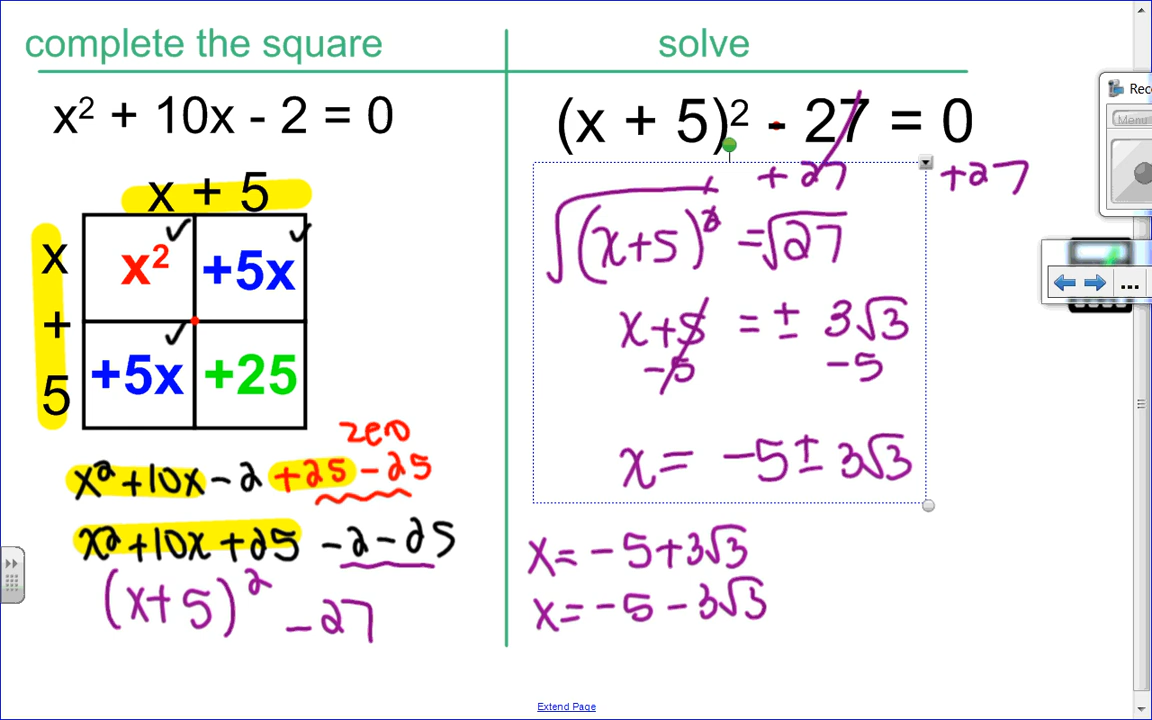 complete the square
x² + 10x - 2 = 0
x + 5
x
+
5
x² +5x
+5x +25
zero
x²+10x-2 +25-25
x²+10x+25 -2-25
(x+5)² -27
solve
(x + 5)² - 27 = 0
+27 +27
√(x+5)² =√27
x+5 = ± 3√3
-5 -5
x= -5±3√3
x= -5+3√3
x= -5-3√3
Extend Page
Rec
Menu
...